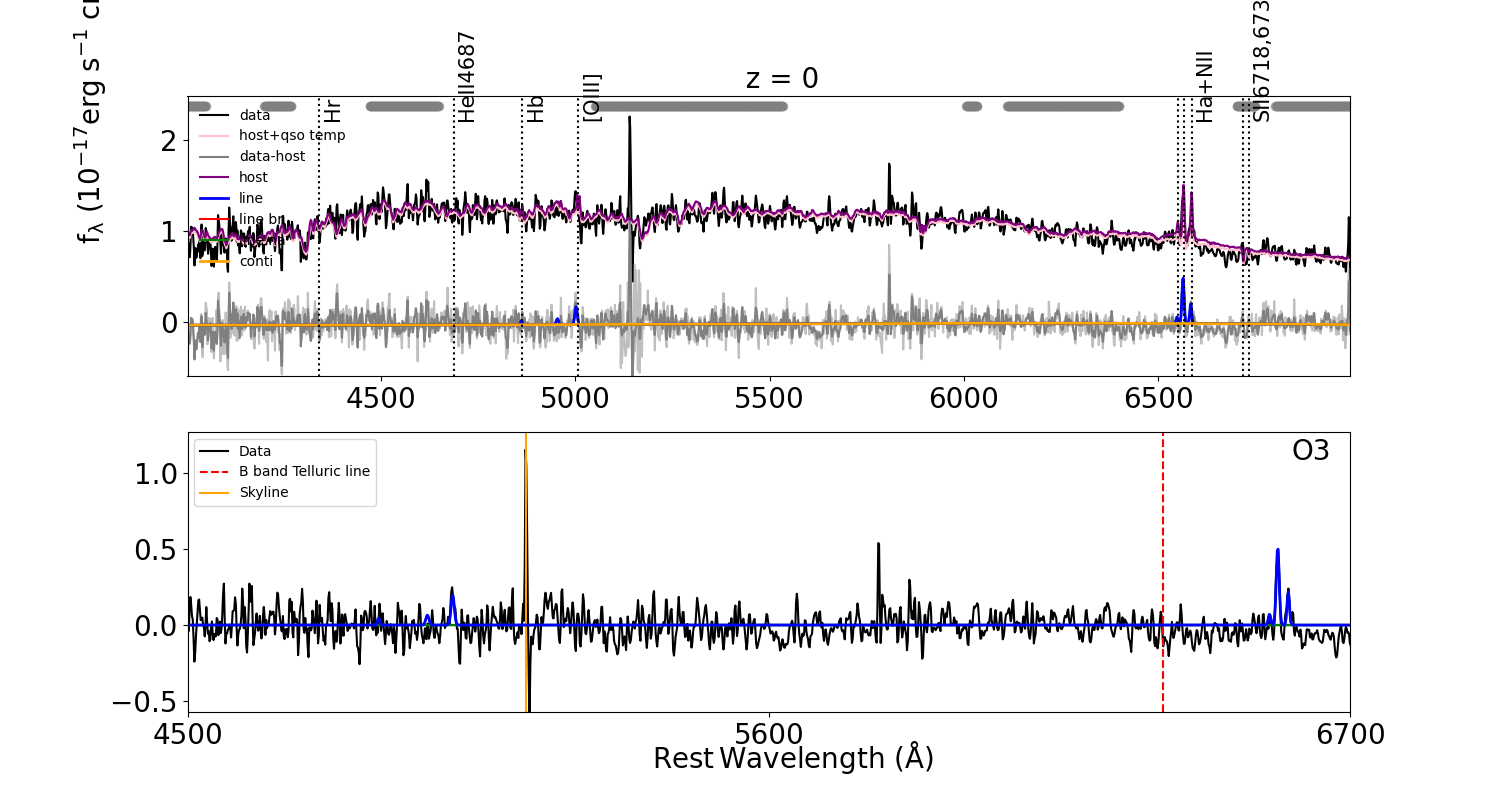 z = 0
f_λ (10^−17 erg s^−1 c
Hr
HeII4687
Hb
[OIII]
Ha+NII
SII6718,673
data
host+qso temp
data-host
host
line
line br
conti
2
1
0
4500 5000 5500 6000 6500
O3
Data
B band Telluric line
Skyline
1.0
0.5
0.0
−0.5
4500 5600 6700
Rest Wavelength (Å)